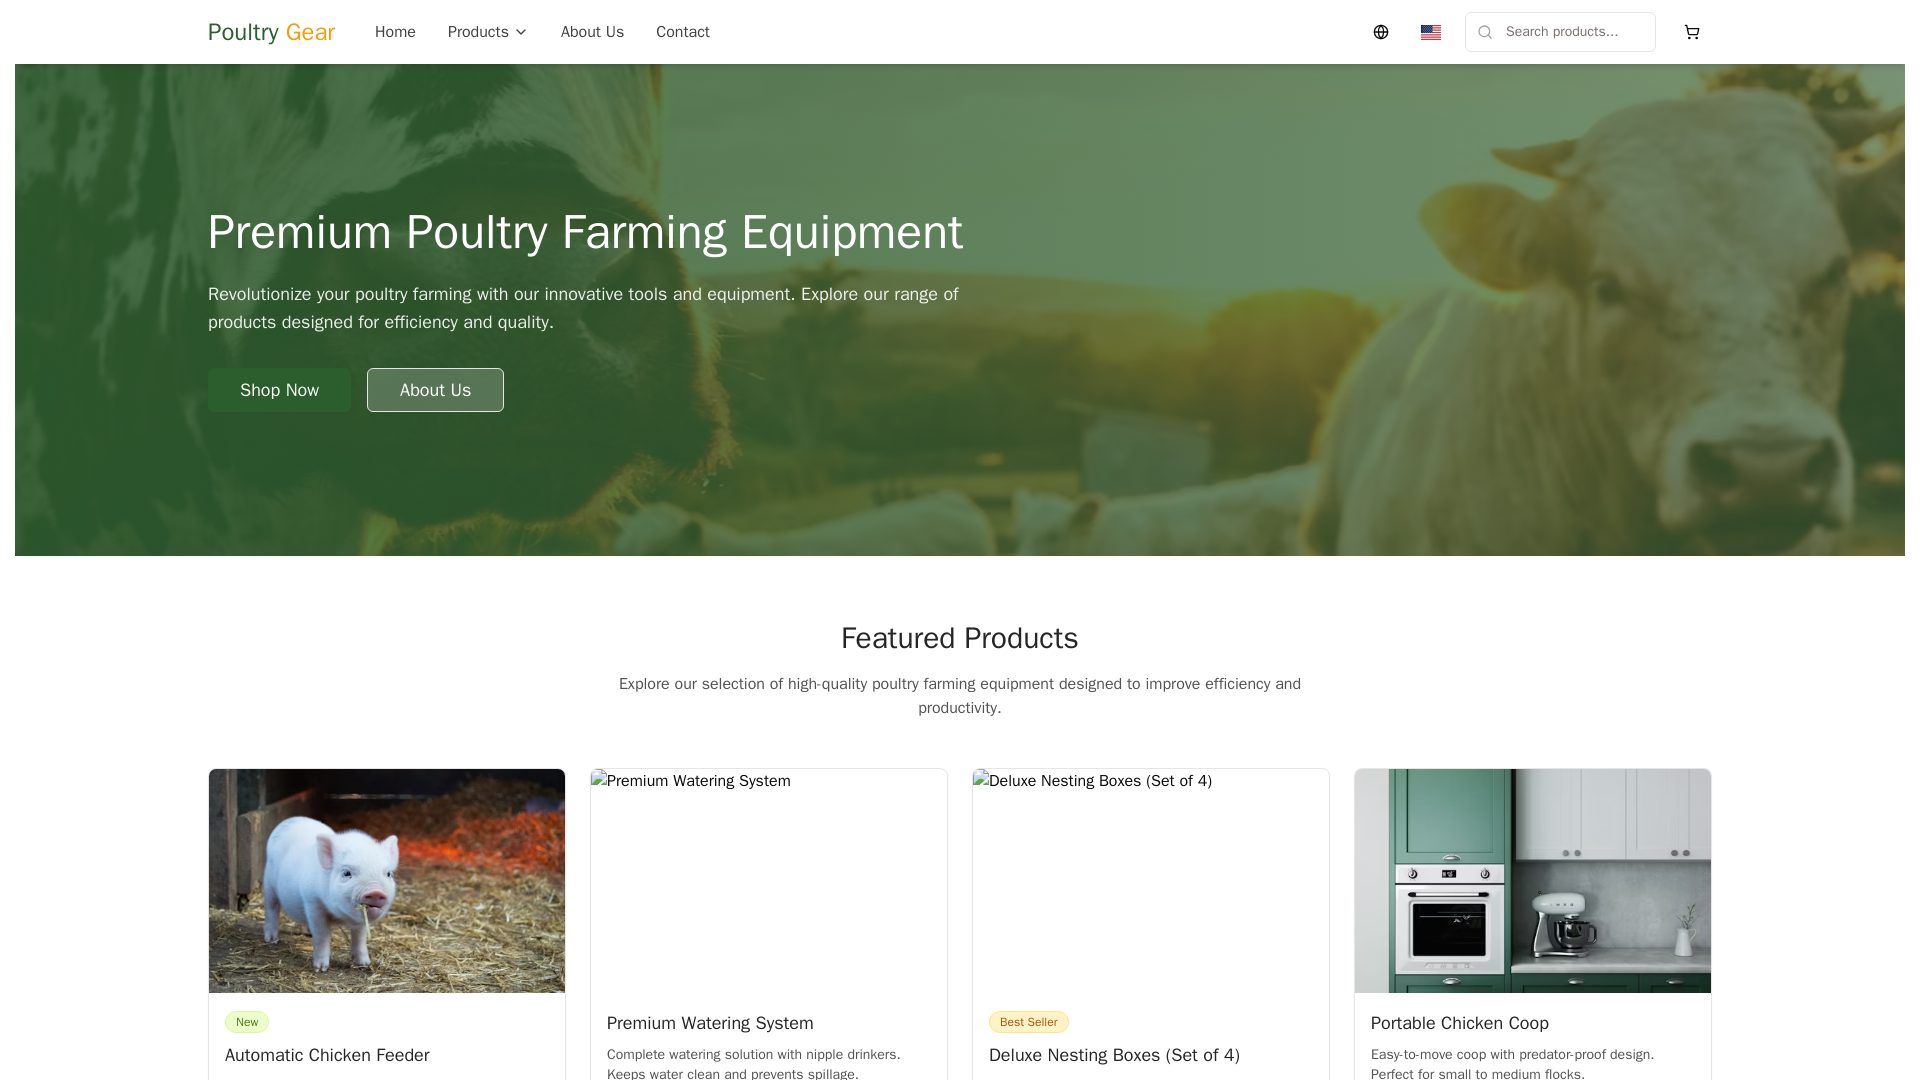 Poultry Gear
Home
Products
About Us
Contact
Search products...
Premium Poultry Farming Equipment
Revolutionize your poultry farming with our innovative tools and equipment. Explore our range of
products designed for efficiency and quality.
Shop Now
About Us
Featured Products
Explore our selection of high-quality poultry farming equipment designed to improve efficiency and
productivity.
Premium Watering System
Deluxe Nesting Boxes (Set of 4)
New
Automatic Chicken Feeder
Premium Watering System
Complete watering solution with nipple drinkers.
Keeps water clean and prevents spillage.
Best Seller
Deluxe Nesting Boxes (Set of 4)
Portable Chicken Coop
Easy-to-move coop with predator-proof design.
Perfect for small to medium flocks.